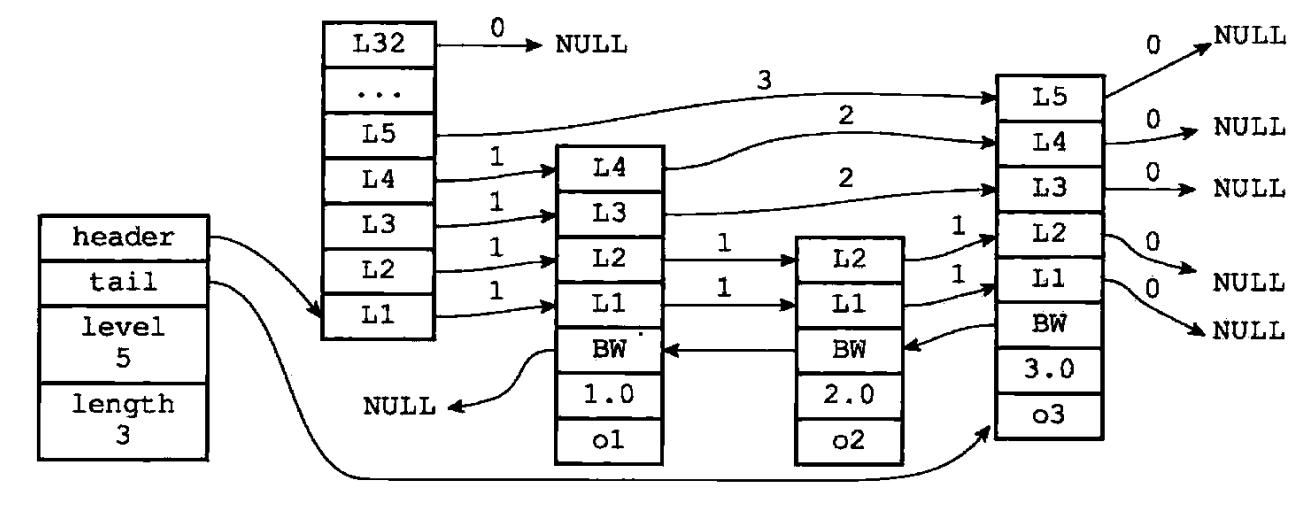 header
tail
level
5
length
3
L32
...
L5
L4
L3
L2
L1
0
NULL
3
1
1
1
1
L4
L3
L2
L1
BW
1.0
o1
NULL
2
2
1
1
L2
L1
BW
2.0
o2
1
1
L5
L4
L3
L2
L1
BW
3.0
o3
0
NULL
0
NULL
0
NULL
0
NULL
0
NULL